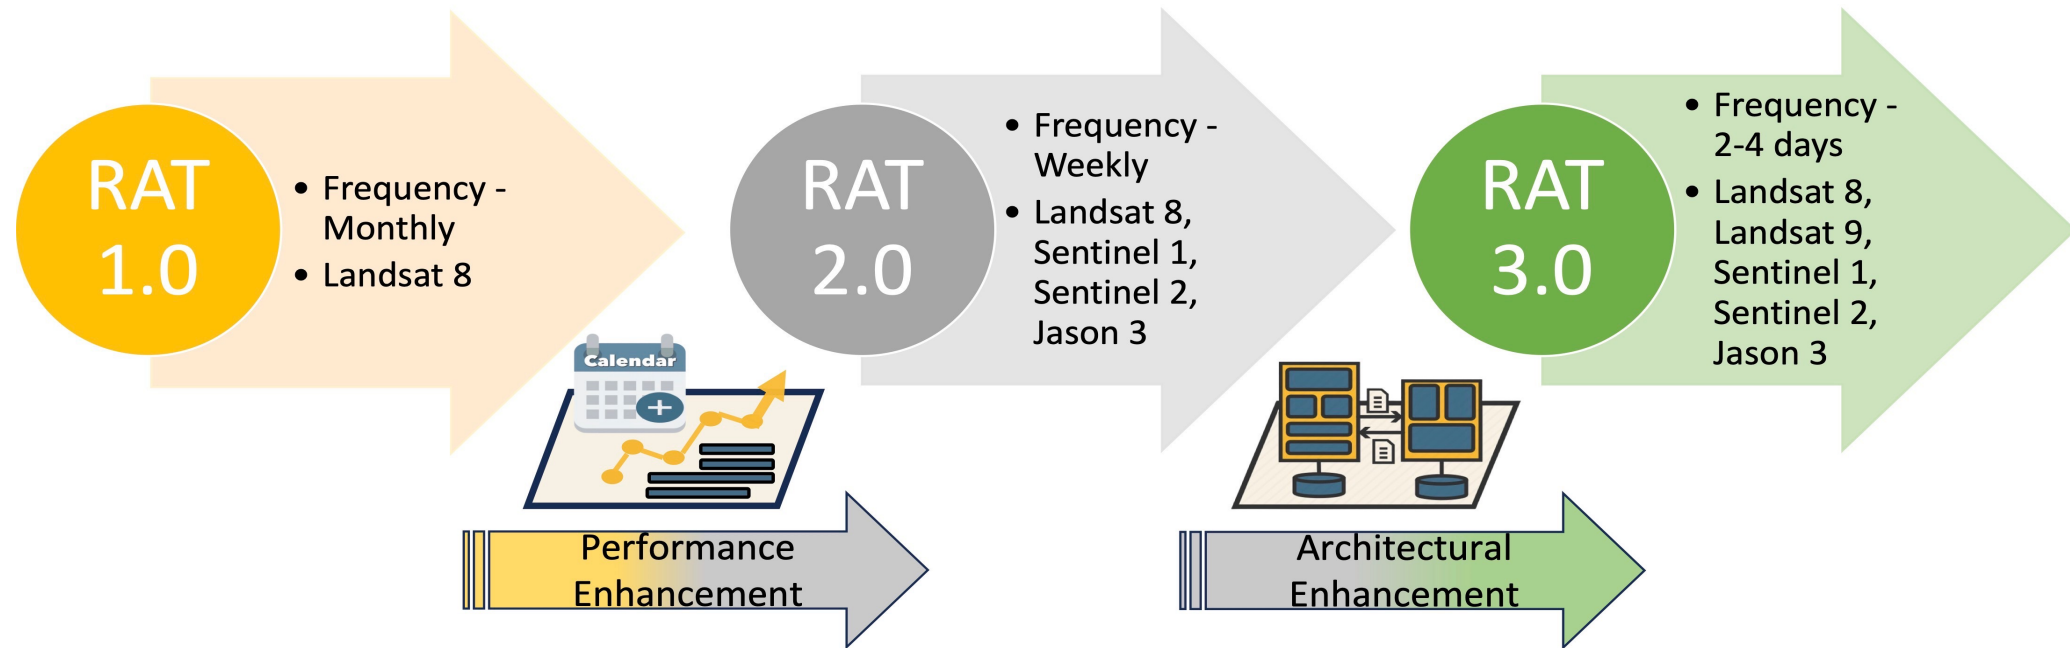 RAT
1.0
• Frequency -
Monthly
• Landsat 8
RAT
2.0
• Frequency -
Weekly
• Landsat 8,
Sentinel 1,
Sentinel 2,
Jason 3
RAT
3.0
• Frequency -
2-4 days
• Landsat 8,
Landsat 9,
Sentinel 1,
Sentinel 2,
Jason 3
Calendar
Performance
Enhancement
Architectural
Enhancement